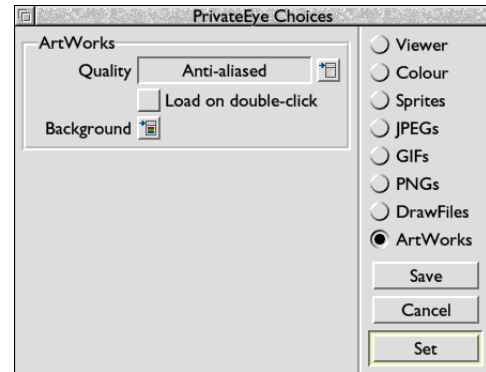 PrivateEye Choices
ArtWorks
Quality Anti-aliased
Load on double-click
Background
Viewer
Colour
Sprites
JPEGs
GIFs
PNGs
DrawFiles
ArtWorks
Save
Cancel
Set